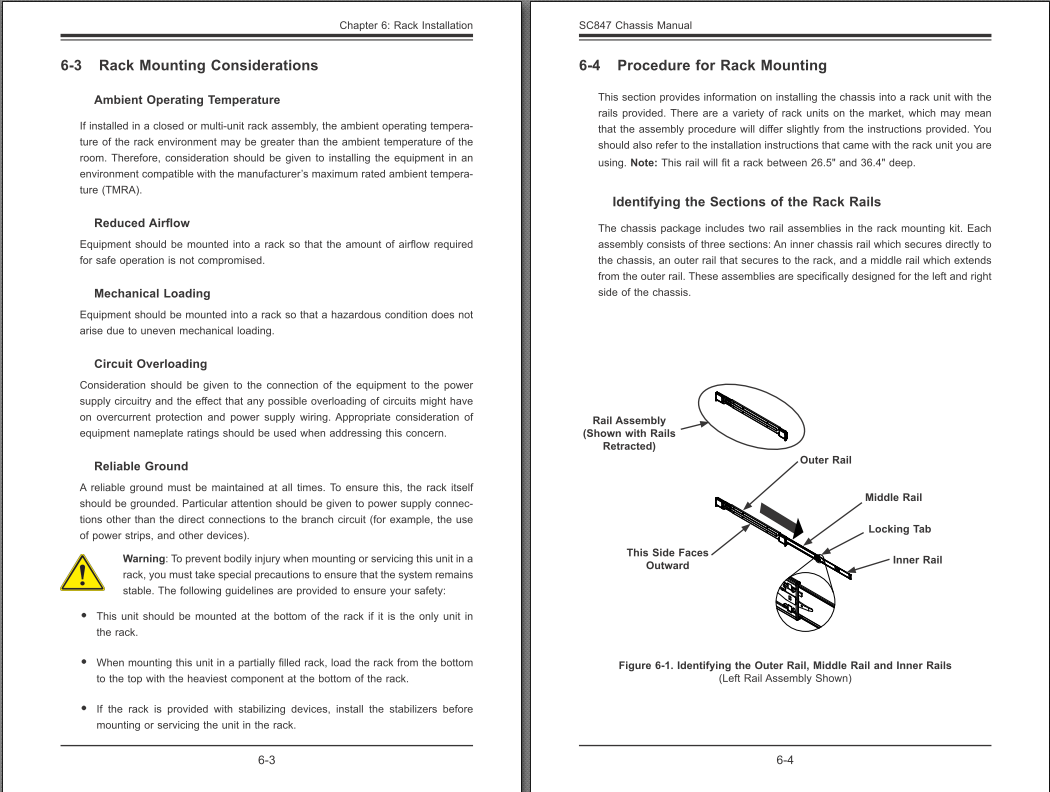 Chapter 6: Rack Installation
6-3 Rack Mounting Considerations
Ambient Operating Temperature
If installed in a closed or multi-unit rack assembly, the ambient operating tempera-
ture of the rack environment may be greater than the ambient temperature of the
room. Therefore, consideration should be given to installing the equipment in an
environment compatible with the manufacturer's maximum rated ambient tempera-
ture (TMRA).
Reduced Airflow
Equipment should be mounted into a rack so that the amount of airflow required
for safe operation is not compromised.
Mechanical Loading
Equipment should be mounted into a rack so that a hazardous condition does not
arise due to uneven mechanical loading.
Circuit Overloading
Consideration should be given to the connection of the equipment to the power
supply circuitry and the effect that any possible overloading of circuits might have
on overcurrent protection and power supply wiring. Appropriate consideration of
equipment nameplate ratings should be used when addressing this concern.
Reliable Ground
A reliable ground must be maintained at all times. To ensure this, the rack itself
should be grounded. Particular attention should be given to power supply connec-
tions other than the direct connections to the branch circuit (for example, the use
of power strips, and other devices).
Warning: To prevent bodily injury when mounting or servicing this unit in a
rack, you must take special precautions to ensure that the system remains
stable. The following guidelines are provided to ensure your safety:
• This unit should be mounted at the bottom of the rack if it is the only unit in
the rack.
• When mounting this unit in a partially filled rack, load the rack from the bottom
to the top with the heaviest component at the bottom of the rack.
• If the rack is provided with stabilizing devices, install the stabilizers before
mounting or servicing the unit in the rack.
6-3
SC847 Chassis Manual
6-4 Procedure for Rack Mounting
This section provides information on installing the chassis into a rack unit with the
rails provided. There are a variety of rack units on the market, which may mean
that the assembly procedure will differ slightly from the instructions provided. You
should also refer to the installation instructions that came with the rack unit you are
using. Note: This rail will fit a rack between 26.5" and 36.4" deep.
Identifying the Sections of the Rack Rails
The chassis package includes two rail assemblies in the rack mounting kit. Each
assembly consists of three sections: An inner chassis rail which secures directly to
the chassis, an outer rail that secures to the rack, and a middle rail which extends
from the outer rail. These assemblies are specifically designed for the left and right
side of the chassis.
Rail Assembly
(Shown with Rails
Retracted)
Outer Rail
Middle Rail
Locking Tab
This Side Faces
Outward
Inner Rail
Figure 6-1. Identifying the Outer Rail, Middle Rail and Inner Rails
(Left Rail Assembly Shown)
6-4